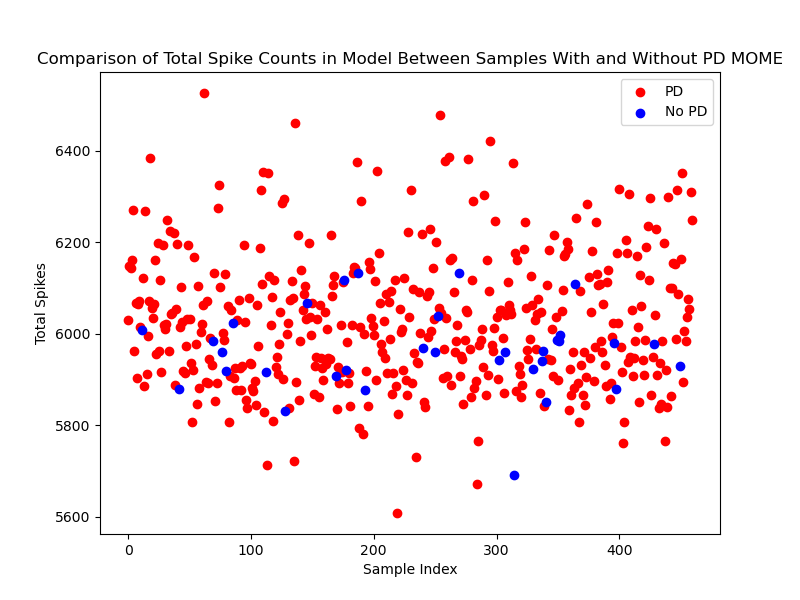 Comparison of Total Spike Counts in Model Between Samples With and Without PD MOME
PD
No PD
6400
6200
6000
5800
5600
Total Spikes
0 100 200 300 400
Sample Index